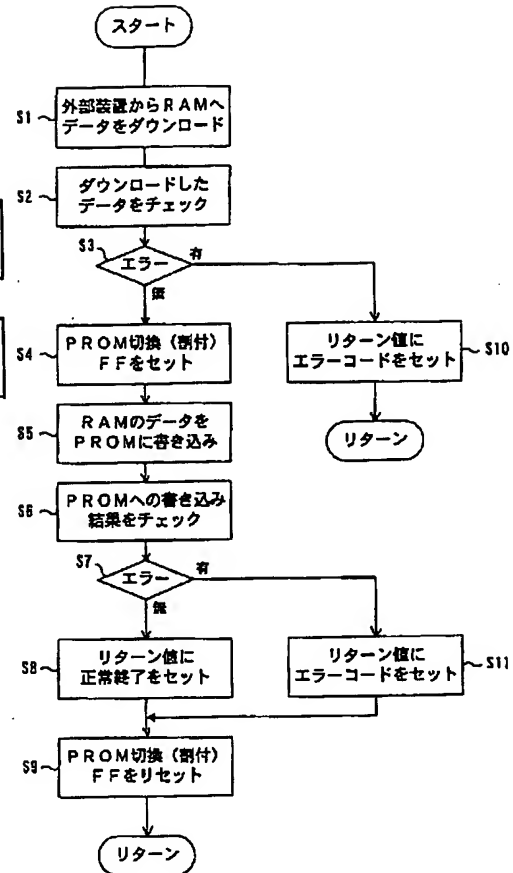 スタート
S1
外部装置からRAMへ
データをダウンロード
S2
ダウンロードした
データをチェック
S3
エラー
有
無
S4
PROM切換(割付)
FFをセット
リターン値に
エラーコードをセット
S10
リターン
S5
RAMのデータを
PROMに書き込み
S6
PROMへの書き込み
結果をチェック
S7
エラー
有
無
S8
リターン値に
正常終了をセット
リターン値に
エラーコードをセット
S11
S9
PROM切換(割付)
FFをリセット
リターン